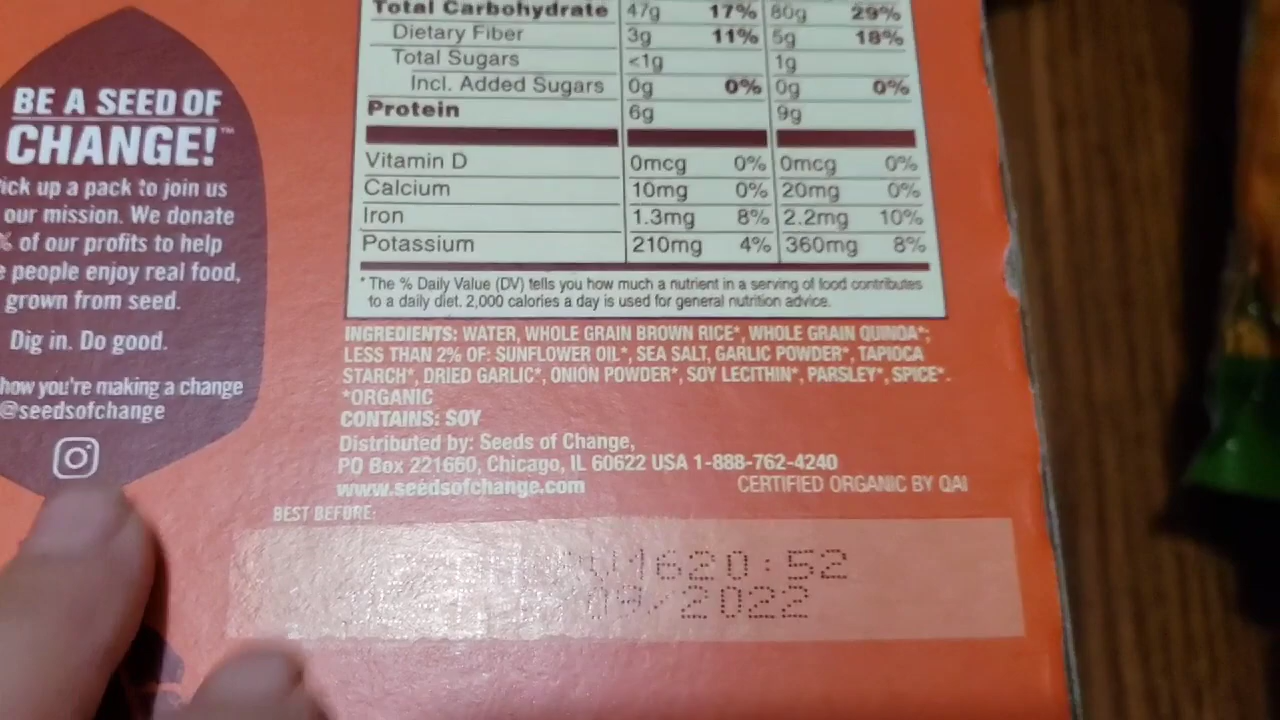 BE A SEED OF
CHANGE!™
ick up a pack to join us
our mission. We donate
% of our profits to help
people enjoy real food,
grown from seed.
Dig in. Do good.
how you're making a change
@seedsofchange
Total Carbohydrate 47g 17% 80g 29%
Dietary Fiber 3g 11% 5g 18%
Total Sugars <1g 1g
Incl. Added Sugars 0g 0% 0g 0%
Protein 6g 9g
Vitamin D 0mcg 0% 0mcg 0%
Calcium 10mg 0% 20mg 0%
Iron 1.3mg 8% 2.2mg 10%
Potassium 210mg 4% 360mg 8%
*The % Daily Value (DV) tells you how much a nutrient in a serving of food contributes
to a daily diet. 2,000 calories a day is used for general nutrition advice.
INGREDIENTS: WATER, WHOLE GRAIN BROWN RICE*, WHOLE GRAIN QUINOA*;
LESS THAN 2% OF: SUNFLOWER OIL*, SEA SALT, GARLIC POWDER*, TAPIOCA
STARCH*, DRIED GARLIC*, ONION POWDER*, SOY LECITHIN*, PARSLEY*, SPICE*.
*ORGANIC
CONTAINS: SOY
Distributed by: Seeds of Change,
PO Box 221660, Chicago, IL 60622 USA 1-888-762-4240
www.seedsofchange.com CERTIFIED ORGANIC BY QAI
BEST BEFORE:
620:52
09/2022